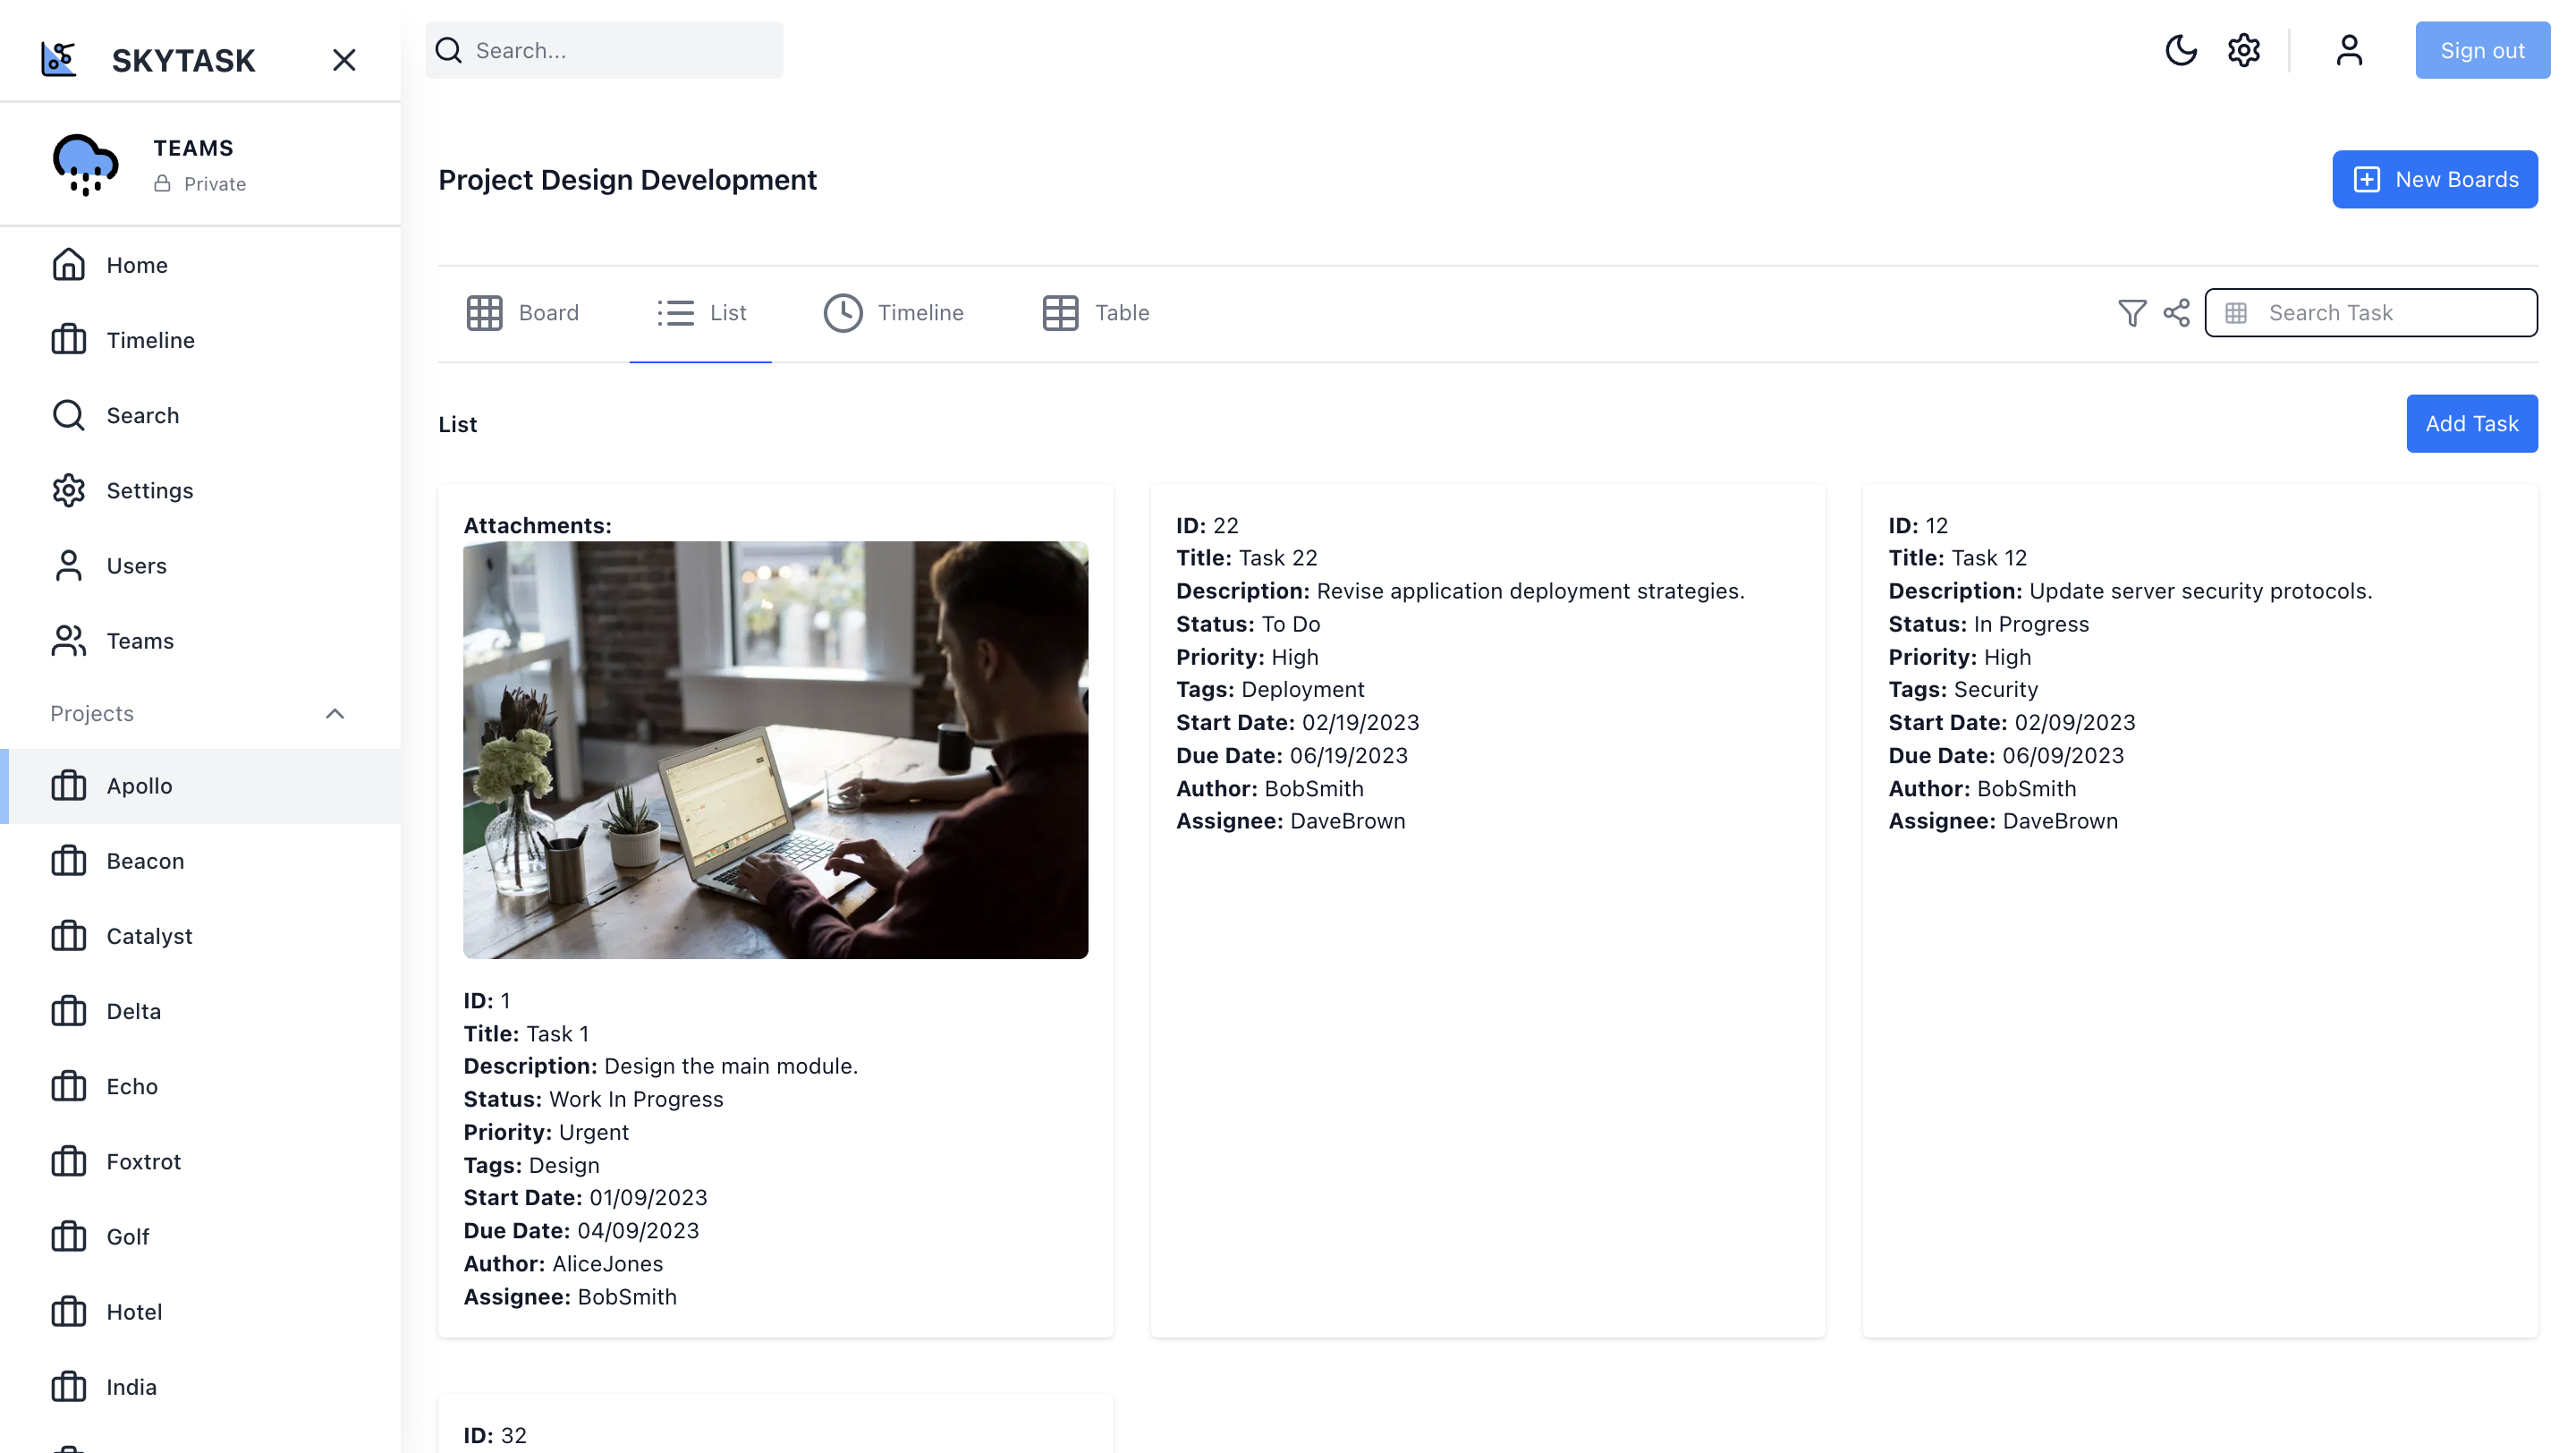 SKYTASK
TEAMS
Private
Home
Timeline
Search
Settings
Users
Teams
Projects
Apollo
Beacon
Catalyst
Delta
Echo
Foxtrot
Golf
Hotel
India
Search...
Sign out
Project Design Development
New Boards
Board
List
Timeline
Table
Search Task
List
Add Task
Attachments:
ID: 1
Title: Task 1
Description: Design the main module.
Status: Work In Progress
Priority: Urgent
Tags: Design
Start Date: 01/09/2023
Due Date: 04/09/2023
Author: AliceJones
Assignee: BobSmith
ID: 22
Title: Task 22
Description: Revise application deployment strategies.
Status: To Do
Priority: High
Tags: Deployment
Start Date: 02/19/2023
Due Date: 06/19/2023
Author: BobSmith
Assignee: DaveBrown
ID: 12
Title: Task 12
Description: Update server security protocols.
Status: In Progress
Priority: High
Tags: Security
Start Date: 02/09/2023
Due Date: 06/09/2023
Author: BobSmith
Assignee: DaveBrown
ID: 32